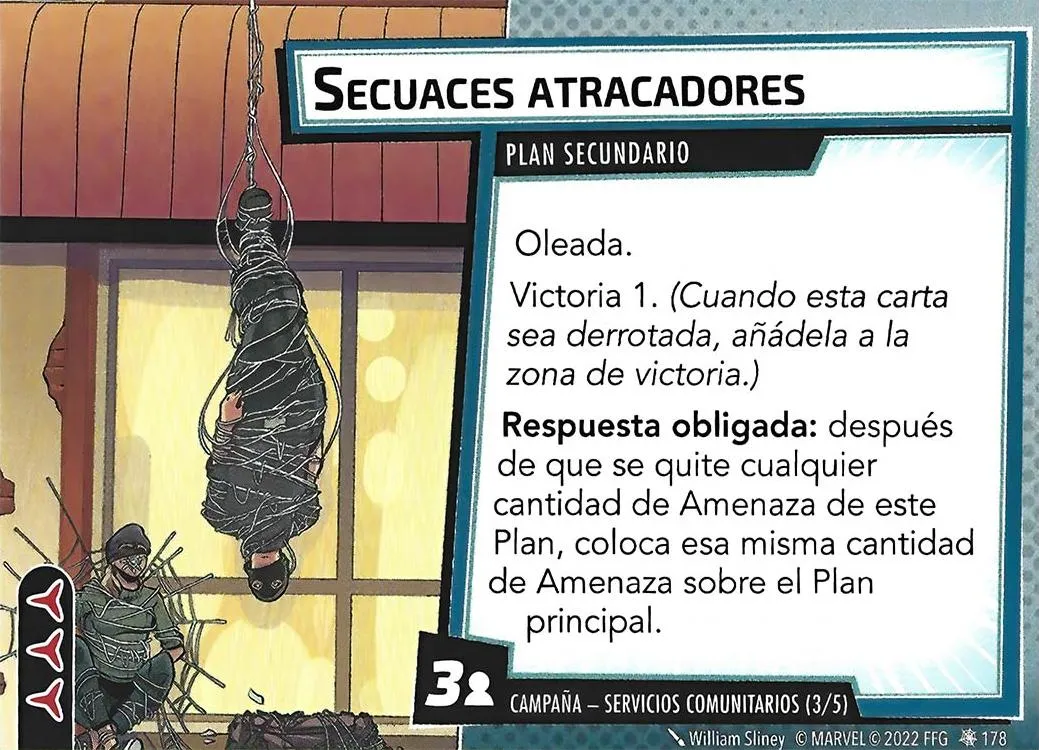 Secuaces atracadores
PLAN SECUNDARIO
Oleada.
Victoria 1. (Cuando esta carta
sea derrotada, añádela a la
zona de victoria.)
Respuesta obligada: después
de que se quite cualquier
cantidad de Amenaza de este
Plan, coloca esa misma cantidad
de Amenaza sobre el Plan
principal.
3
CAMPAÑA – SERVICIOS COMUNITARIOS (3/5)
William Sliney © MARVEL © 2022 FFG 178